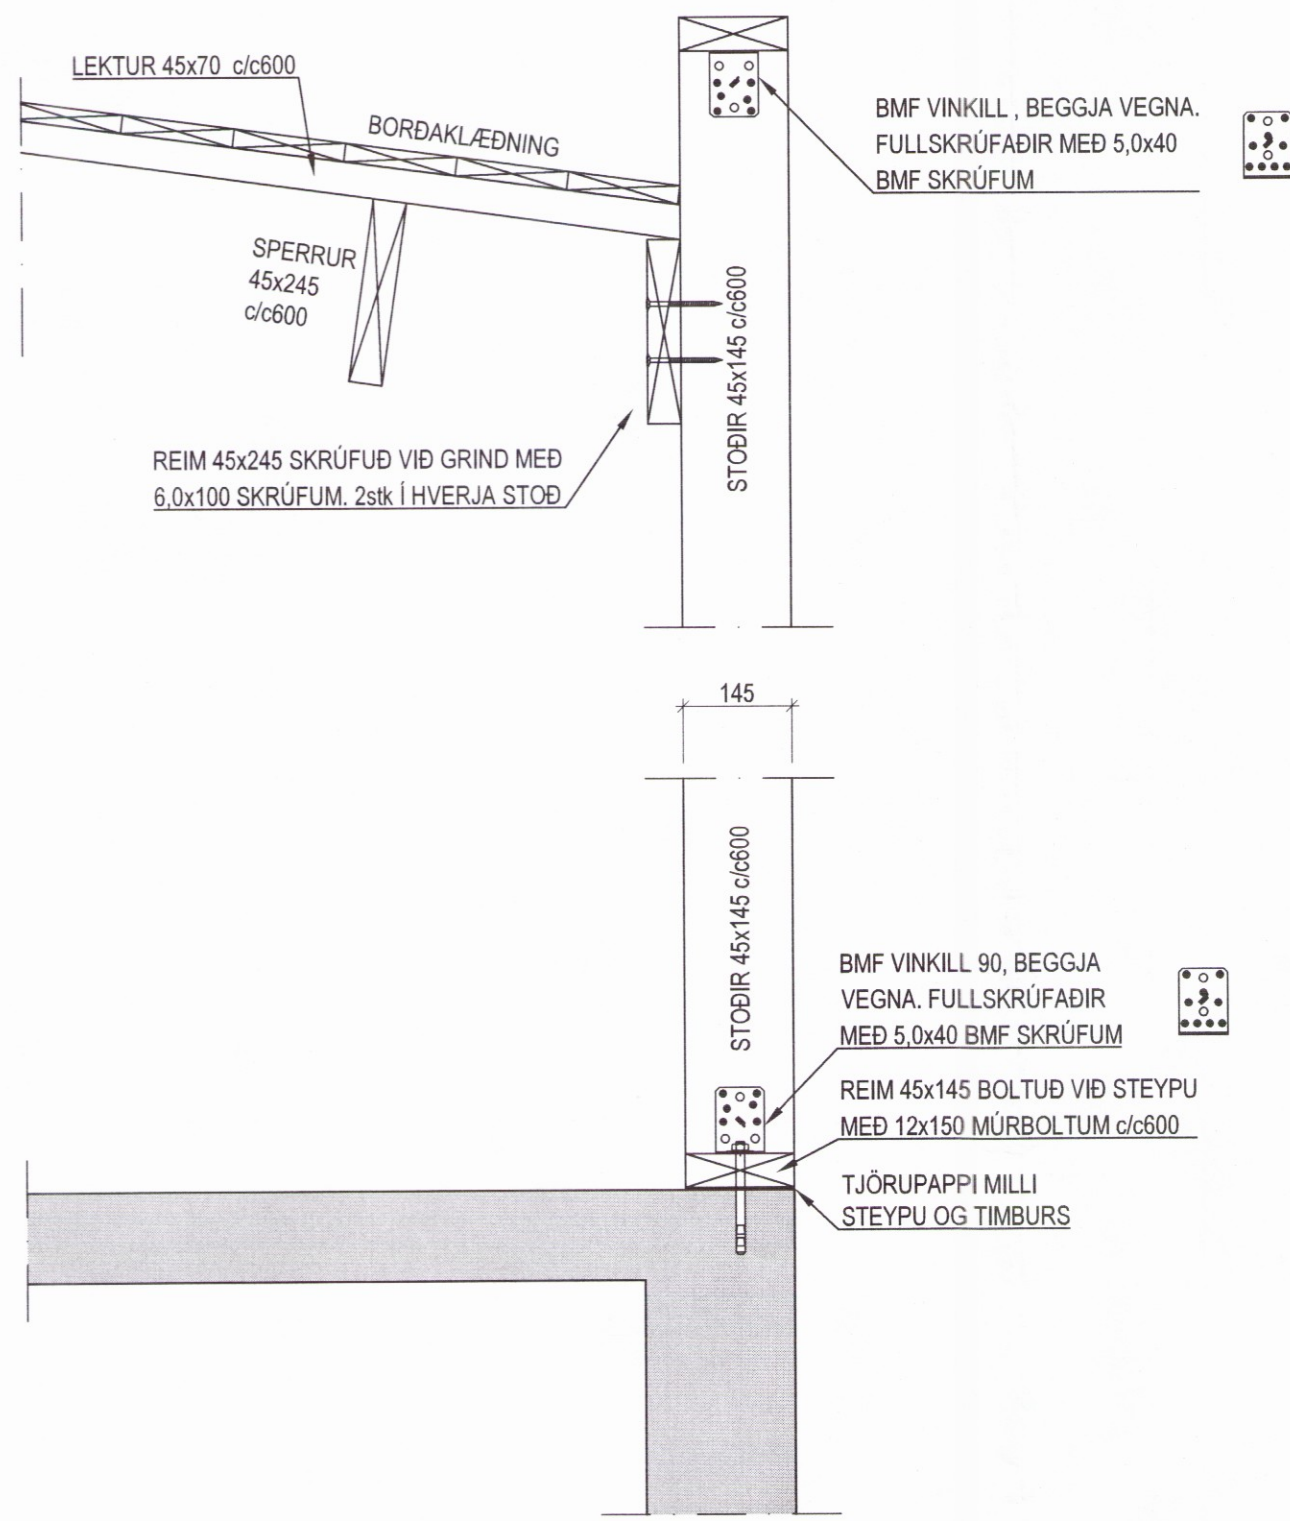 LEKTUR 45x70 c/c600
BORÐAKLÆÐNING
BMF VINKILL , BEGGJA VEGNA.
FULLSKRÚFAÐIR MEÐ 5,0x40
BMF SKRÚFUM
SPERRUR
45x245
c/c600
STOÐIR 45x145 c/c600
REIM 45x245 SKRÚFUÐ VIÐ GRIND MEÐ
6,0x100 SKRÚFUM. 2stk Í HVERJA STOÐ
145
STOÐIR 45x145 c/c600
BMF VINKILL 90, BEGGJA
VEGNA. FULLSKRÚFAÐIR
MEÐ 5,0x40 BMF SKRÚFUM
REIM 45x145 BOLTUÐ VIÐ STEYPU
MEÐ 12x150 MÚRBOLTUM c/c600
TJÖRUPAPPI MILLI
STEYPU OG TIMBURS